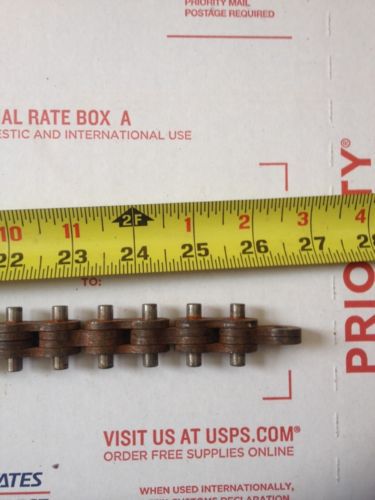 PRIORITY MAIL
POSTAGE REQUIRED
AL RATE BOX A
ESTIC AND INTERNATIONAL USE
PRIORITY®
10 11 2F 1 2 3 4
22 23 24 25 26 27 28
TO:
VISIT US AT USPS.COM®
ORDER FREE SUPPLIES ONLINE
ATES
WHEN USED INTERNATIONALLY,